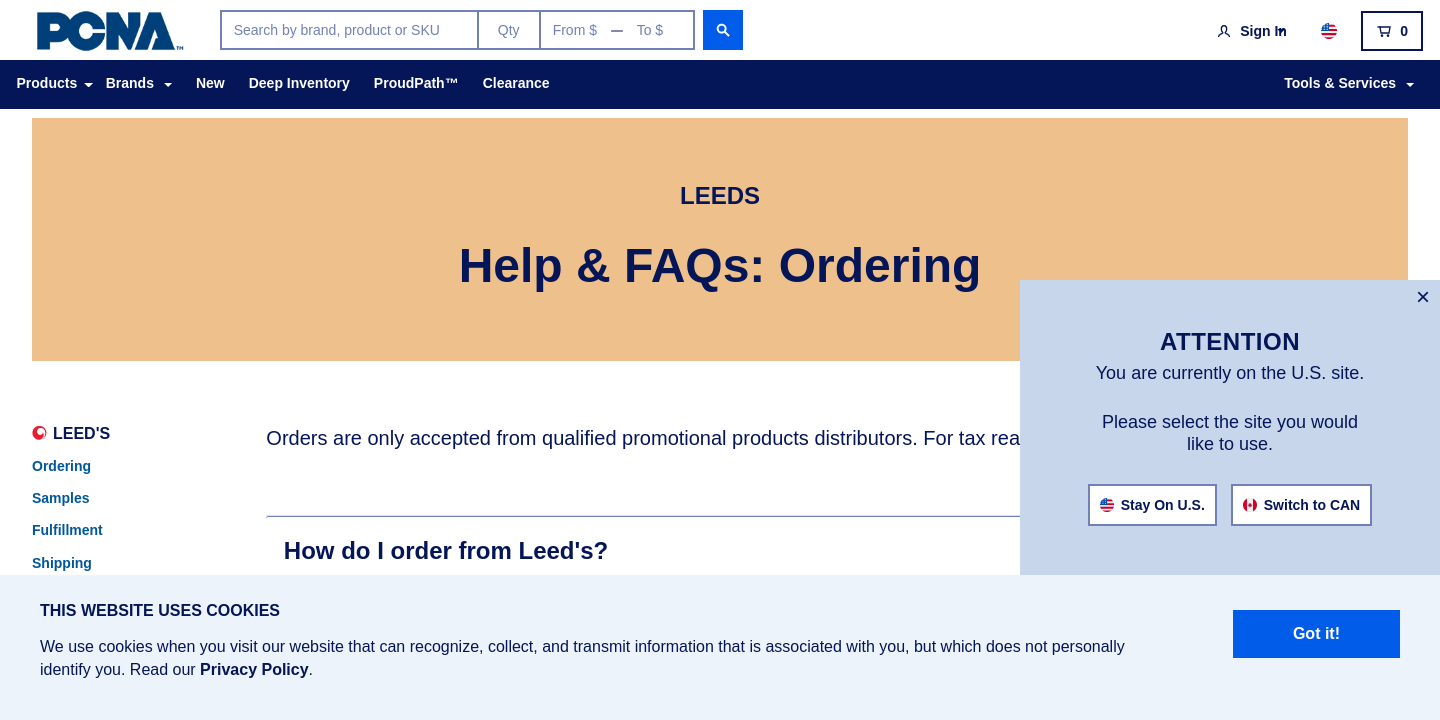 PCNA™
Search by brand, product or SKU
Qty
From $ — To $
Sign In
0
Products
Brands
New
Deep Inventory
ProudPath™
Clearance
Tools & Services
LEEDS
Help & FAQs: Ordering
×
ATTENTION
You are currently on the U.S. site.
Please select the site you would
like to use.
Stay On U.S.
Switch to CAN
LEED'S
Ordering
Samples
Fulfillment
Shipping
Orders are only accepted from qualified promotional products distributors. For tax rea
How do I order from Leed's?
THIS WEBSITE USES COOKIES
We use cookies when you visit our website that can recognize, collect, and transmit information that is associated with you, but which does not personally
identify you. Read our Privacy Policy.
Got it!